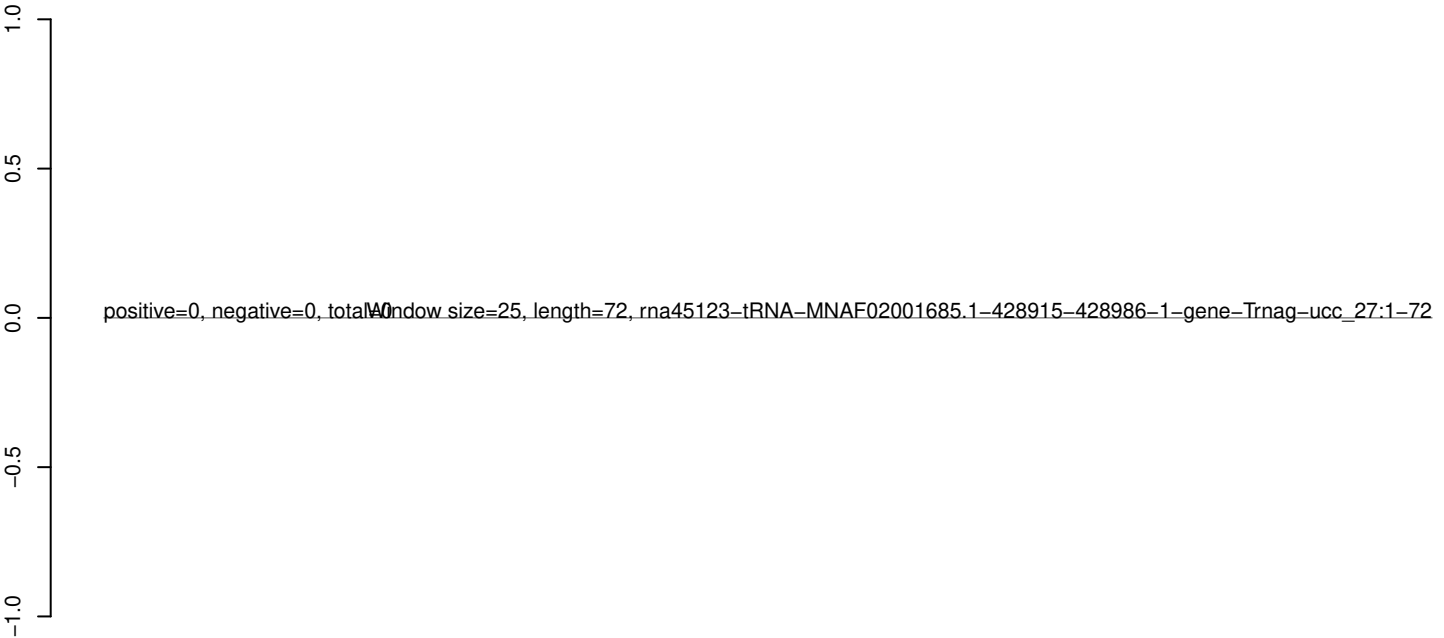 1.0
0.5
positive=0, negative=0, total=0
Window size=25, length=72, rna45123−tRNA−MNAF02001685.1−428915−428986−1−gene−Trnag−ucc_27:1−72
0.0
−0.5
−1.0